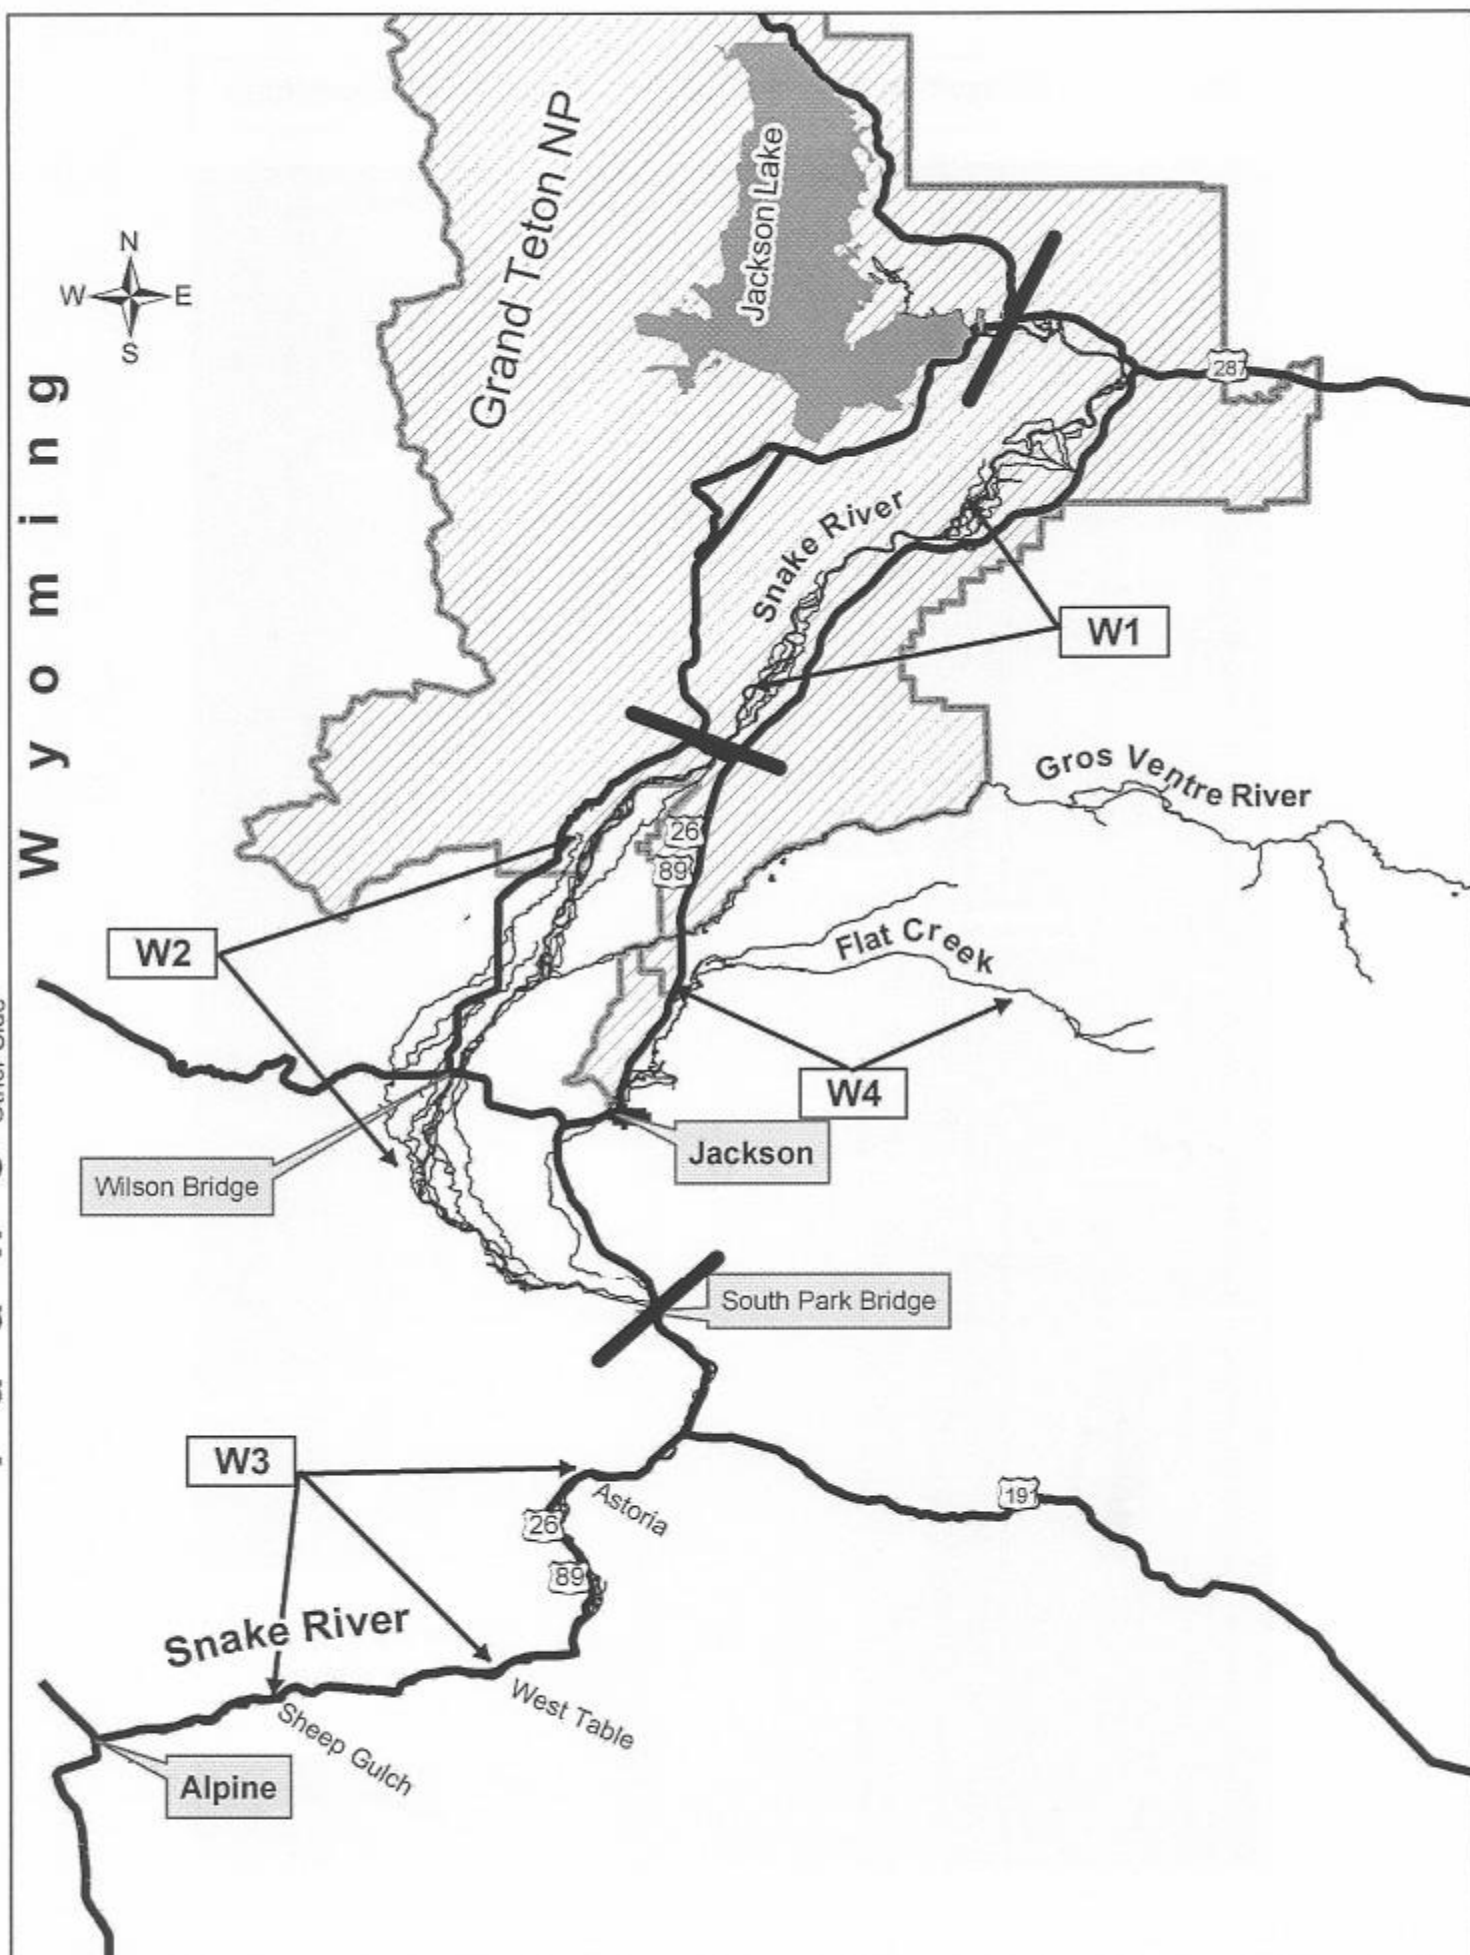 Grand Teton NP
Jackson Lake
N
W E
S
Wyoming
287
Snake River
W1
Gros Ventre River
26
89
Flat Creek
W2
W4
Jackson
Wilson Bridge
South Park Bridge
W3
Astoria
191
26
89
Snake River
West Table
Sheep Gulch
Alpine